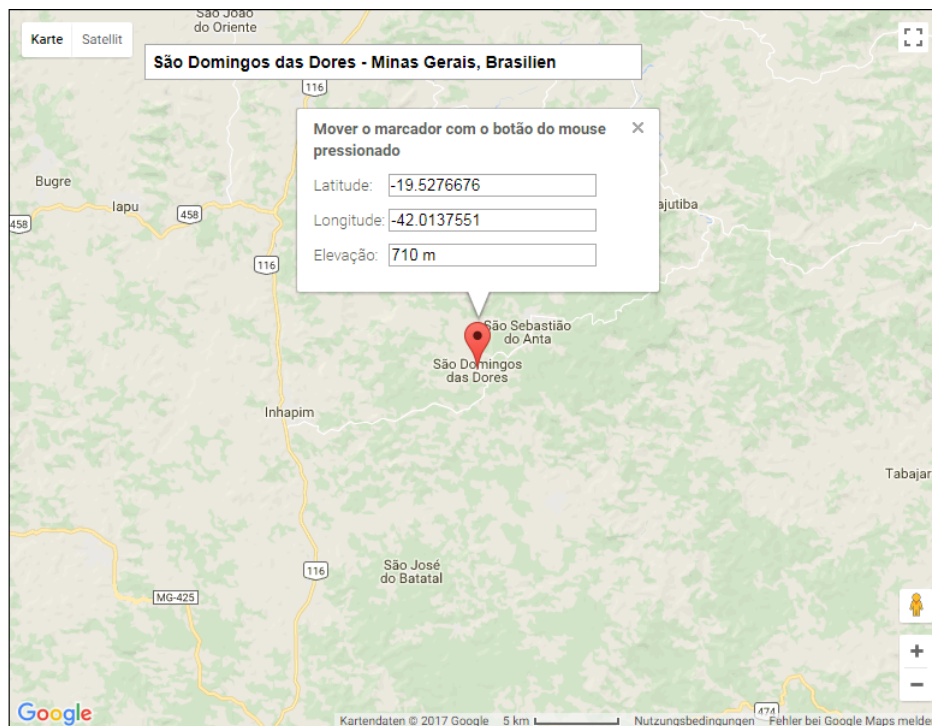 São João
do Oriente
Karte Satellit
São Domingos das Dores - Minas Gerais, Brasilien
116
Mover o marcador com o botão do mouse
pressionado
Latitude: -19.5276676
Longitude: -42.0137551
Elevação: 710 m
Bugre
Iapu
458
458
ajutiba
116
São Sebastião
do Anta
São Domingos
das Dores
Inhapim
Tabajar
São José
do Batatal
116
MG-425
474
Google
Kartendaten © 2017 Google 5 km Nutzungsbedingungen Fehler bei Google Maps melde